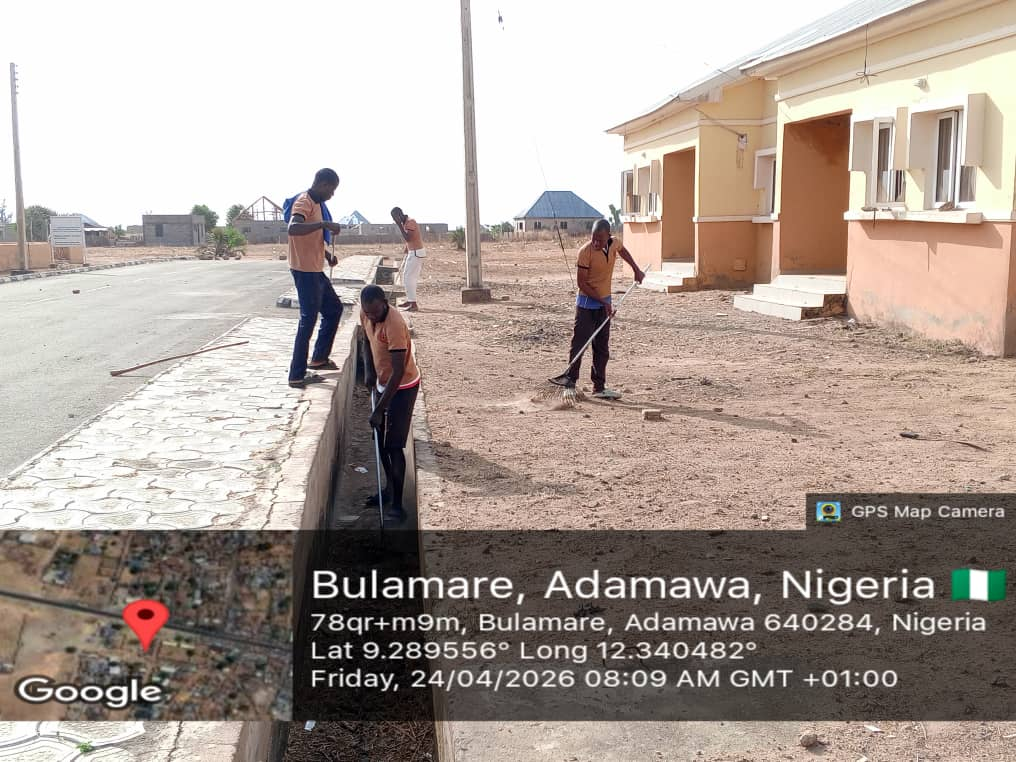 GPS Map Camera
Bulamare, Adamawa, Nigeria
78qr+m9m, Bulamare, Adamawa 640284, Nigeria
Lat 9.289556° Long 12.340482°
Friday, 24/04/2026 08:09 AM GMT +01:00
Google